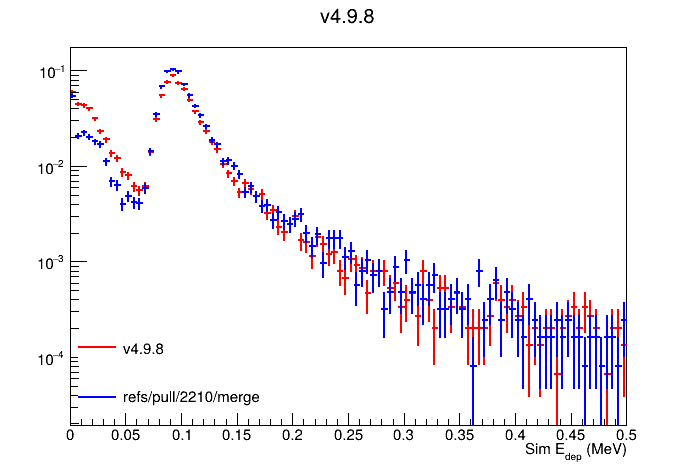 v4.9.8
10⁻¹
10⁻²
10⁻³
10⁻⁴
v4.9.8
refs/pull/2210/merge
0 0.05 0.1 0.15 0.2 0.25 0.3 0.35 0.4 0.45 0.5
Sim E_dep (MeV)